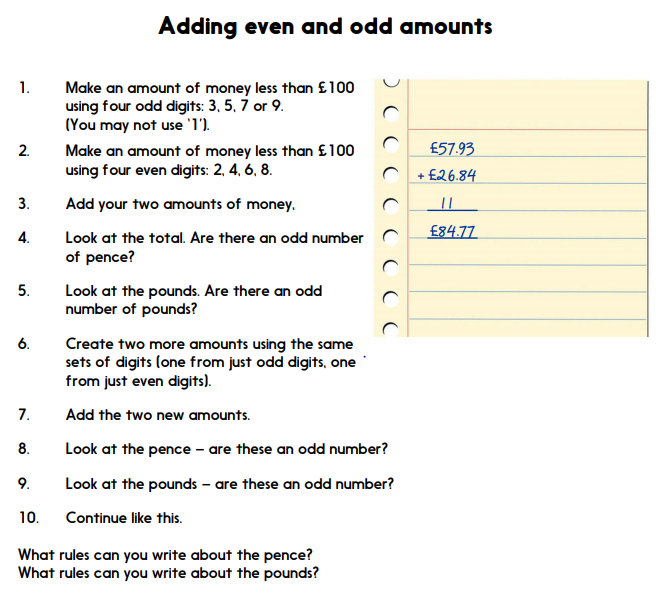 Adding even and odd amounts
1. Make an amount of money less than £100
using four odd digits: 3, 5, 7 or 9.
(You may not use '1').
2. Make an amount of money less than £100
using four even digits: 2, 4, 6, 8.
3. Add your two amounts of money,
4. Look at the total. Are there an odd number
of pence?
5. Look at the pounds. Are there an odd
number of pounds?
6. Create two more amounts using the same
sets of digits (one from just odd digits, one
from just even digits).
7. Add the two new amounts.
8. Look at the pence – are these an odd number?
9. Look at the pounds – are these an odd number?
10. Continue like this.
What rules can you write about the pence?
What rules can you write about the pounds?
£57.93
+ £26.84
11
£84.77